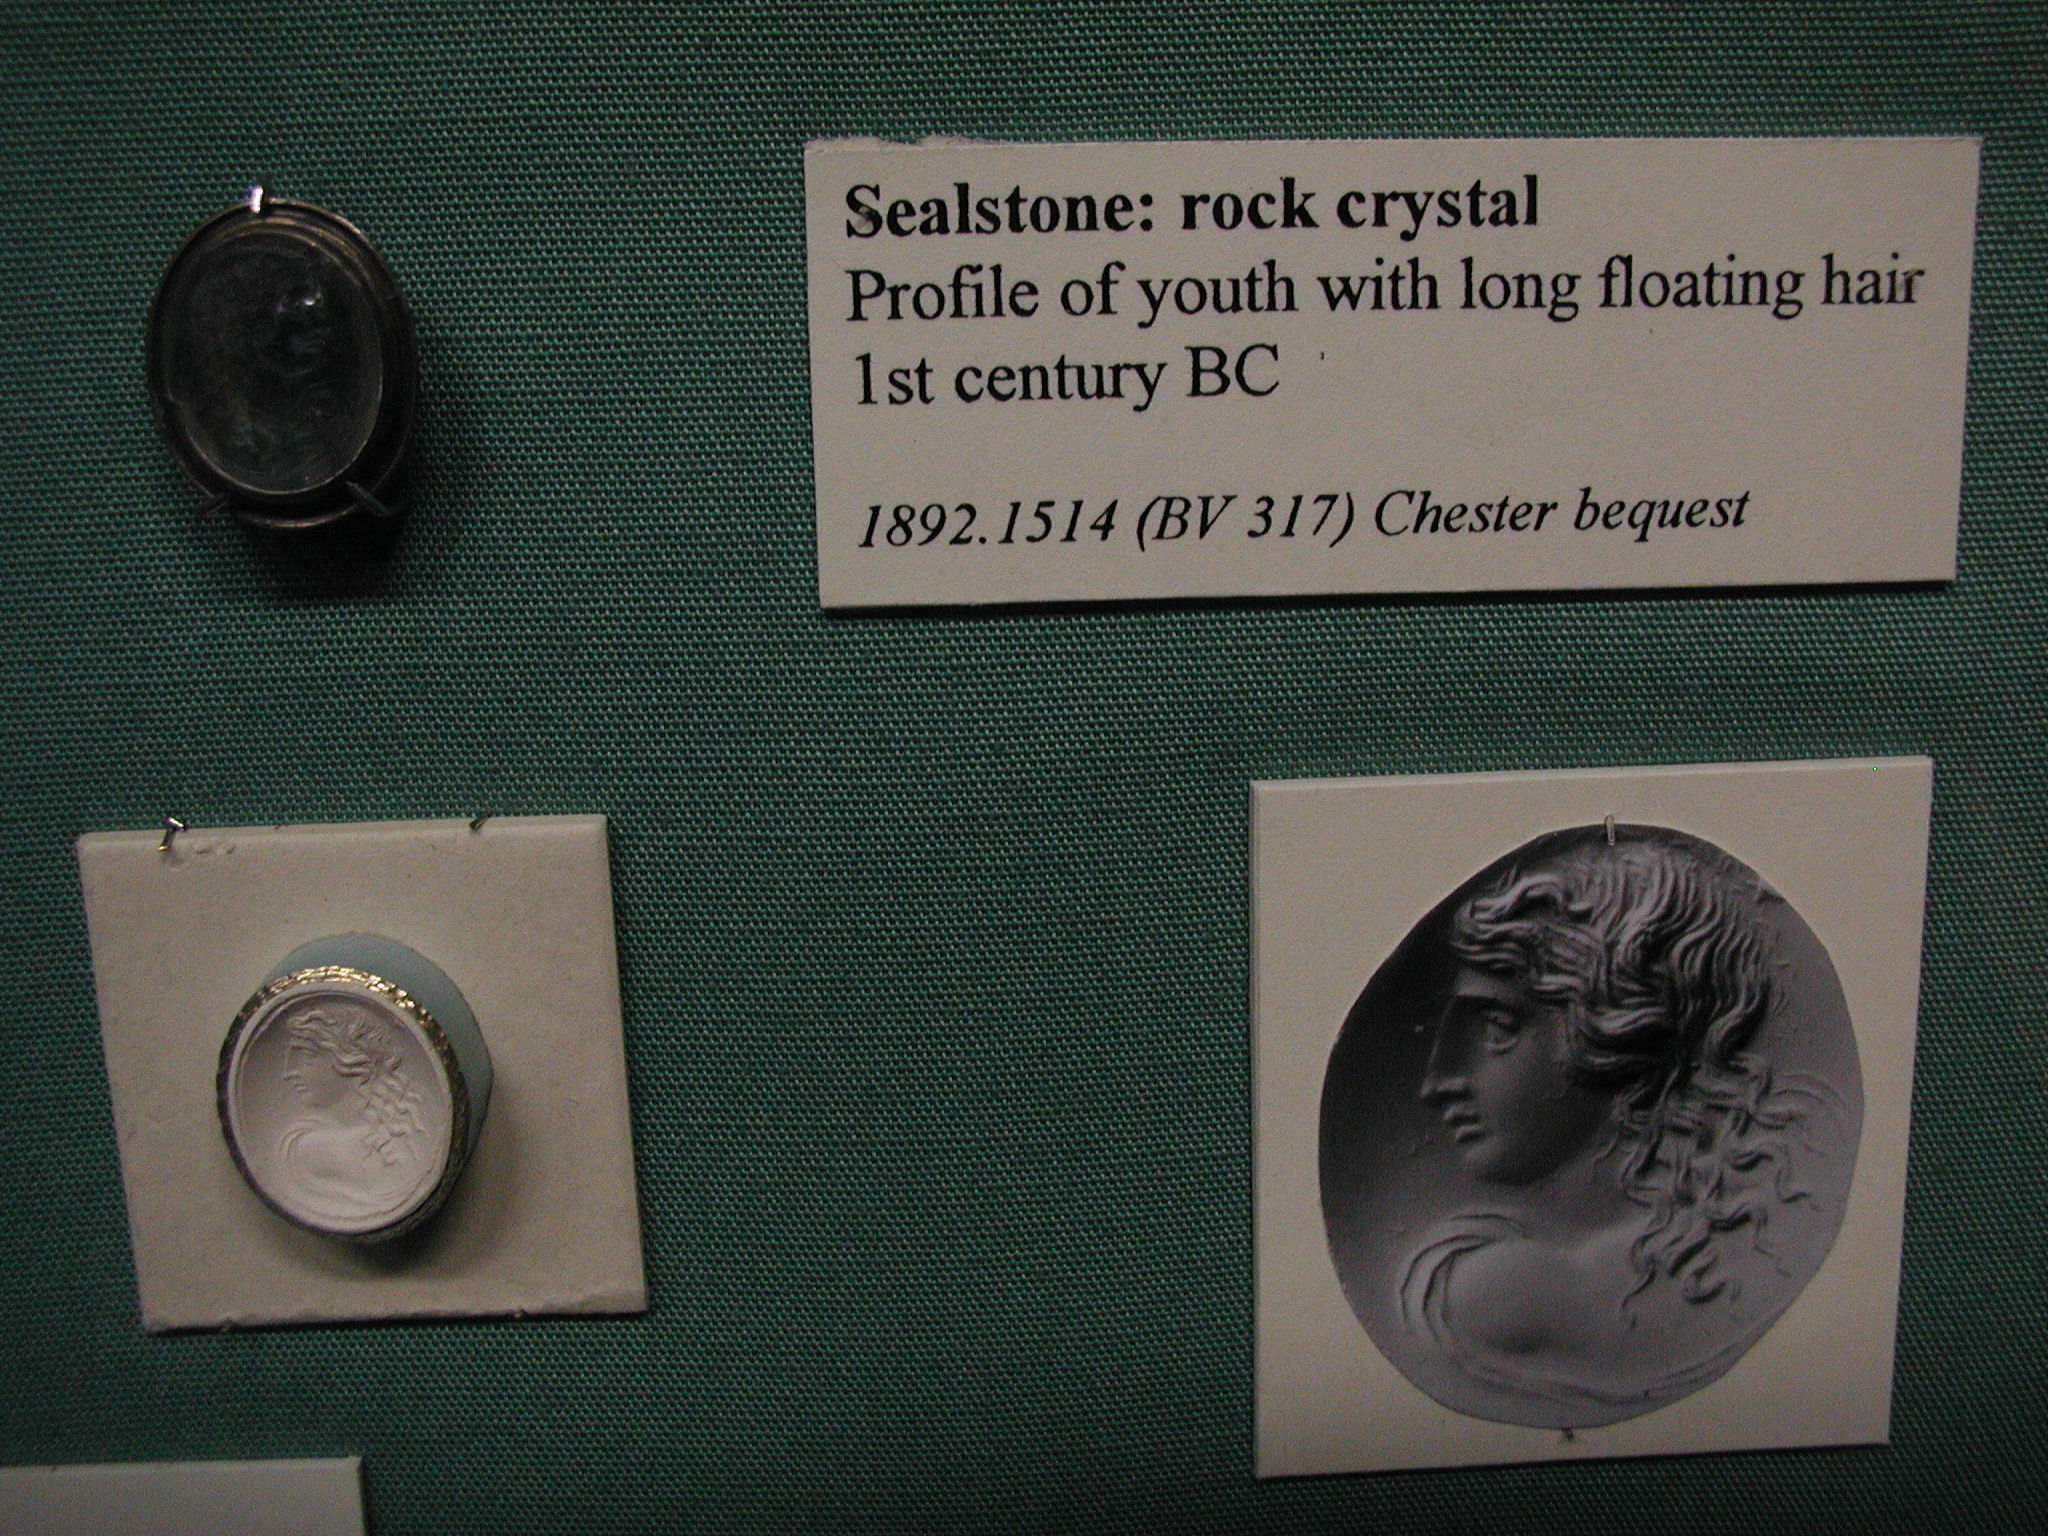 Sealstone: rock crystal
Profile of youth with long floating hair
1st century BC
1892.1514 (BV 317) Chester bequest